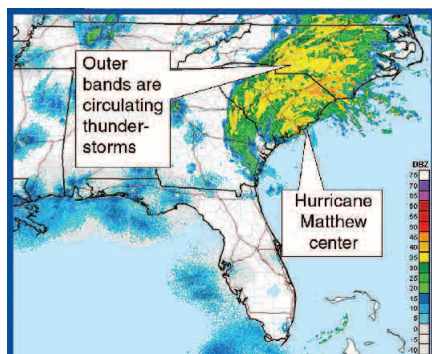 Outer
bands are
circulating
thunder-
storms
Hurricane
Matthew
center
DBZ
75
70
65
60
55
50
45
40
35
30
25
20
15
10
5
0
-5
-10